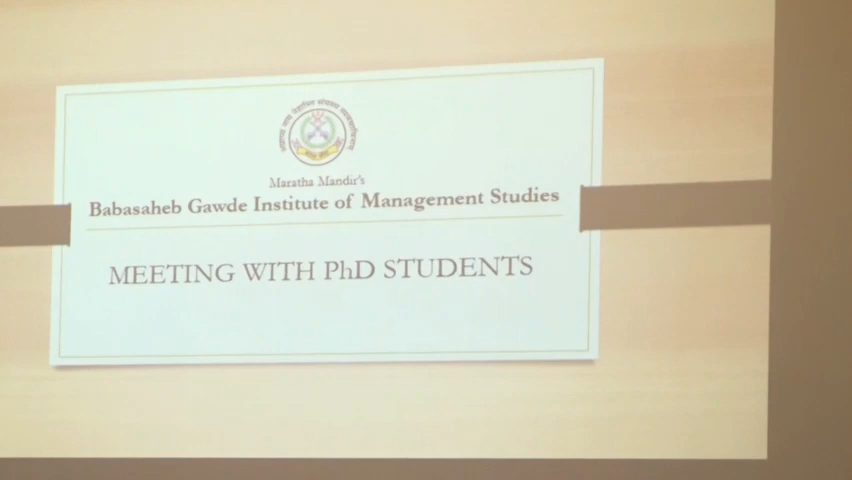 Maratha Mandir's
Babasaheb Gawde Institute of Management Studies
MEETING WITH PhD STUDENTS